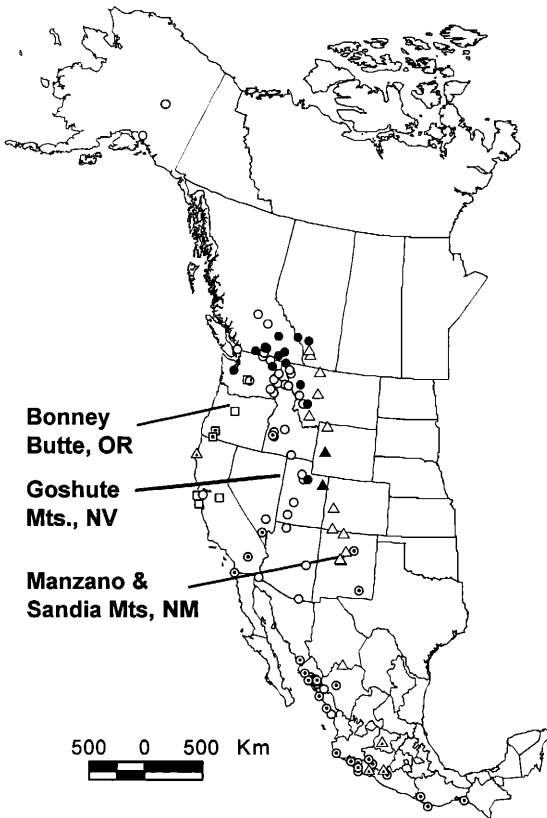 Bonney
Butte, OR
Goshute
Mts., NV
Manzano &
Sandia Mts, NM
500 0 500 Km